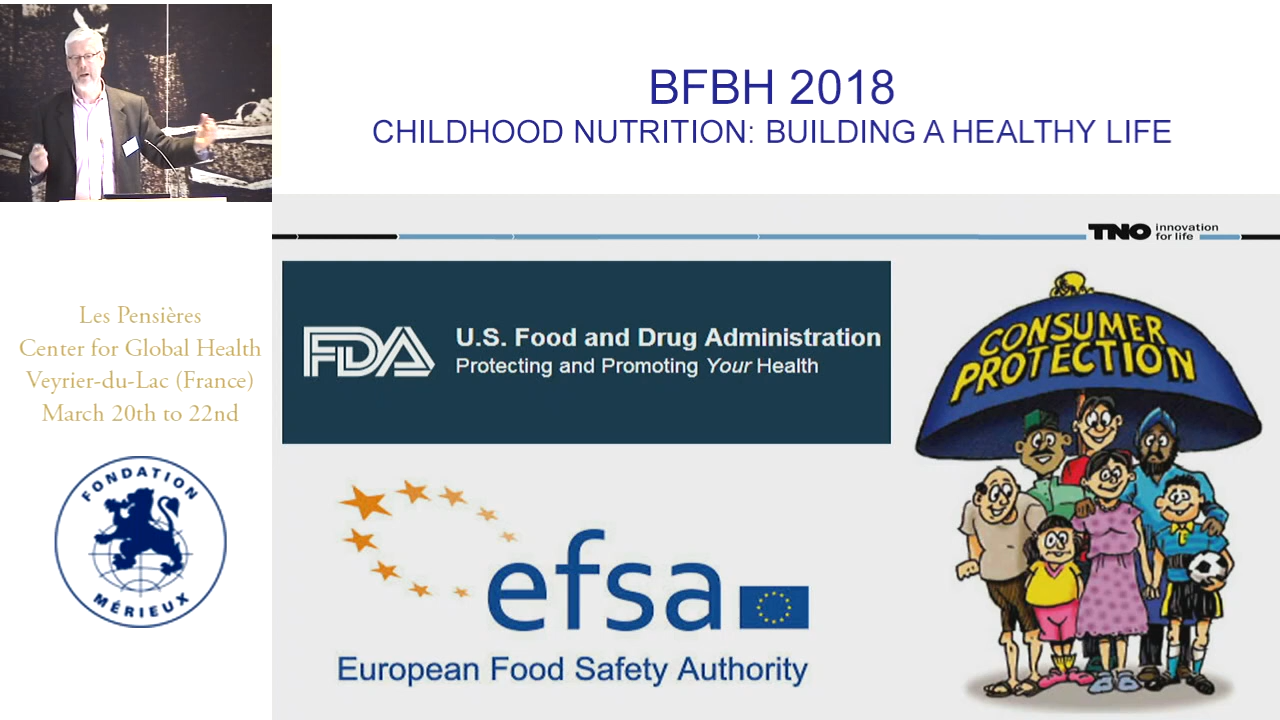 BFBH 2018
CHILDHOOD NUTRITION: BUILDING A HEALTHY LIFE
TNO innovation
for life
FDA
U.S. Food and Drug Administration
Protecting and Promoting Your Health
CONSUMER
PROTECTION
Les Pensières
Center for Global Health
Veyrier-du-Lac (France)
March 20th to 22nd
FONDATION
MÉRIEUX
efsa
European Food Safety Authority